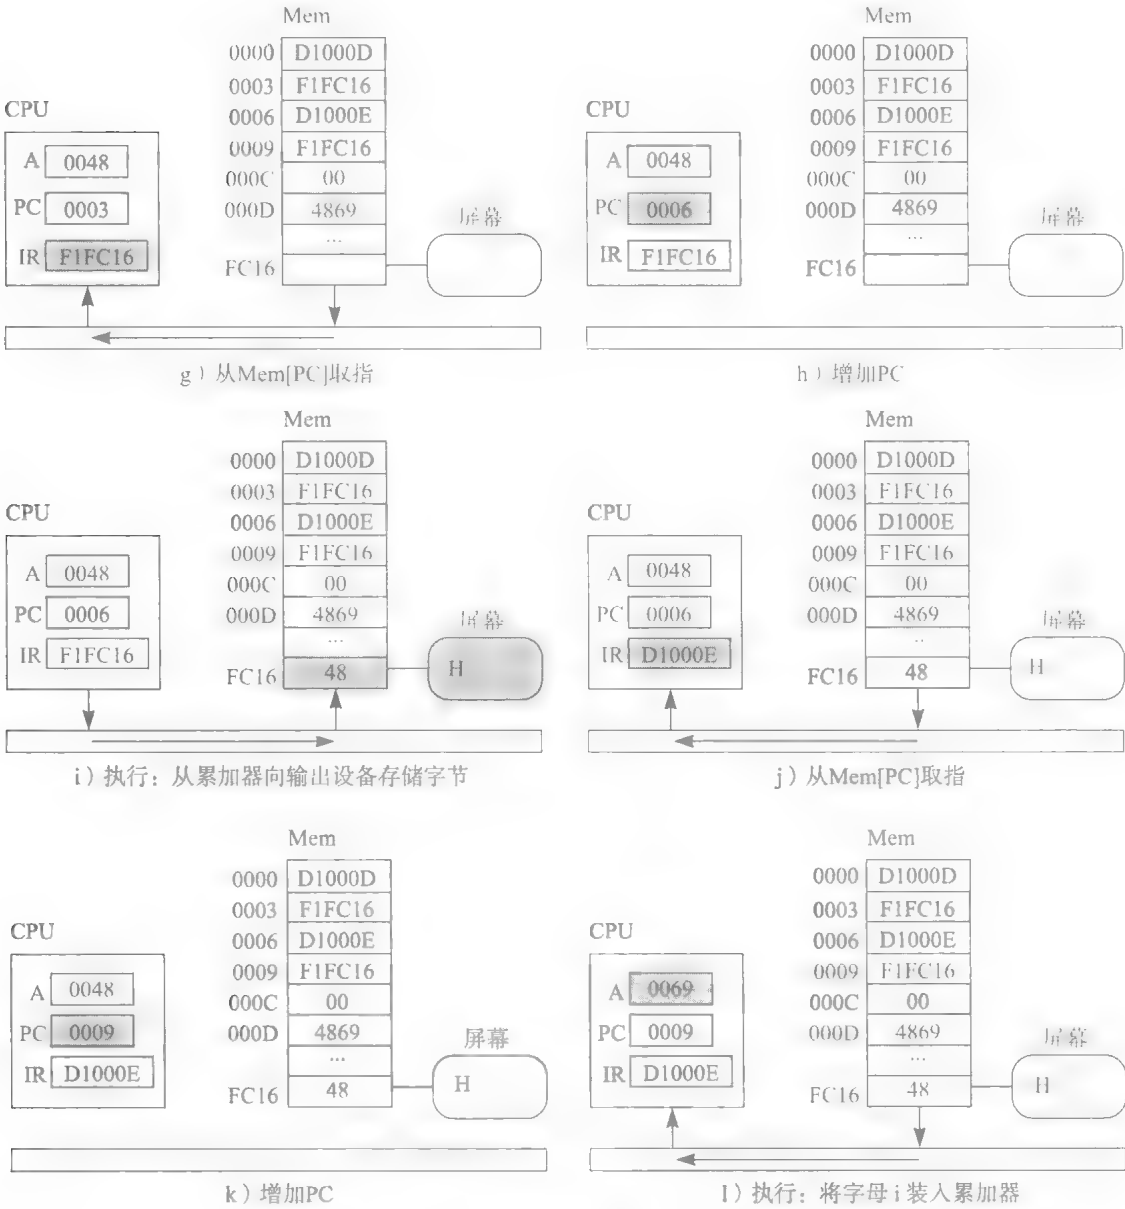 Mem
0000 D1000D
0003 F1FC16
CPU
0006 D1000E
A 0048
0009 F1FC16
000C 00
PC 0003
000D 4869
屏幕
...
IR F1FC16
FC16
g）从Mem[PC]取指
Mem
0000 D1000D
0003 F1FC16
CPU
0006 D1000E
A 0048
0009 F1FC16
000C 00
PC 0006
000D 4869
屏幕
...
IR F1FC16
FC16
h）增加PC
Mem
0000 D1000D
0003 F1FC16
CPU
0006 D1000E
0009 F1FC16
A 0048
000C 00
PC 0006
000D 4869
屏幕
...
IR F1FC16
FC16 48
H
i）执行：从累加器向输出设备存储字节
Mem
0000 D1000D
0003 F1FC16
CPU
0006 D1000E
0009 F1FC16
A 0048
000C 00
PC 0006
000D 4869
屏幕
...
IR D1000E
FC16 48
H
j）从Mem[PC]取指
Mem
0000 D1000D
0003 F1FC16
CPU
0006 D1000E
0009 F1FC16
A 0048
000C 00
PC 0009
000D 4869
屏幕
...
IR D1000E
FC16 48
H
k）增加PC
Mem
0000 D1000D
0003 F1FC16
CPU
0006 D1000E
0009 F1FC16
A 0069
000C 00
PC 0009
000D 4869
屏幕
...
IR D1000E
FC16 48
H
l）执行：将字母i装入累加器